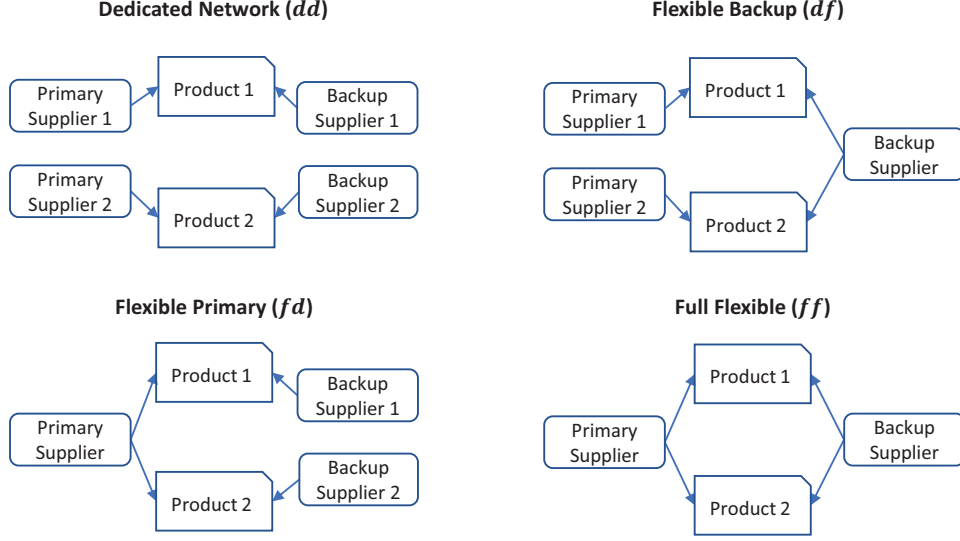 Dedicated Network (dd)
Primary
Supplier 1
Product 1
Backup
Supplier 1
Primary
Supplier 2
Product 2
Backup
Supplier 2
Flexible Backup (df)
Primary
Supplier 1
Product 1
Backup
Supplier
Primary
Supplier 2
Product 2
Flexible Primary (fd)
Product 1
Backup
Supplier 1
Primary
Supplier
Product 2
Backup
Supplier 2
Full Flexible (ff)
Product 1
Primary
Supplier
Backup
Supplier
Product 2